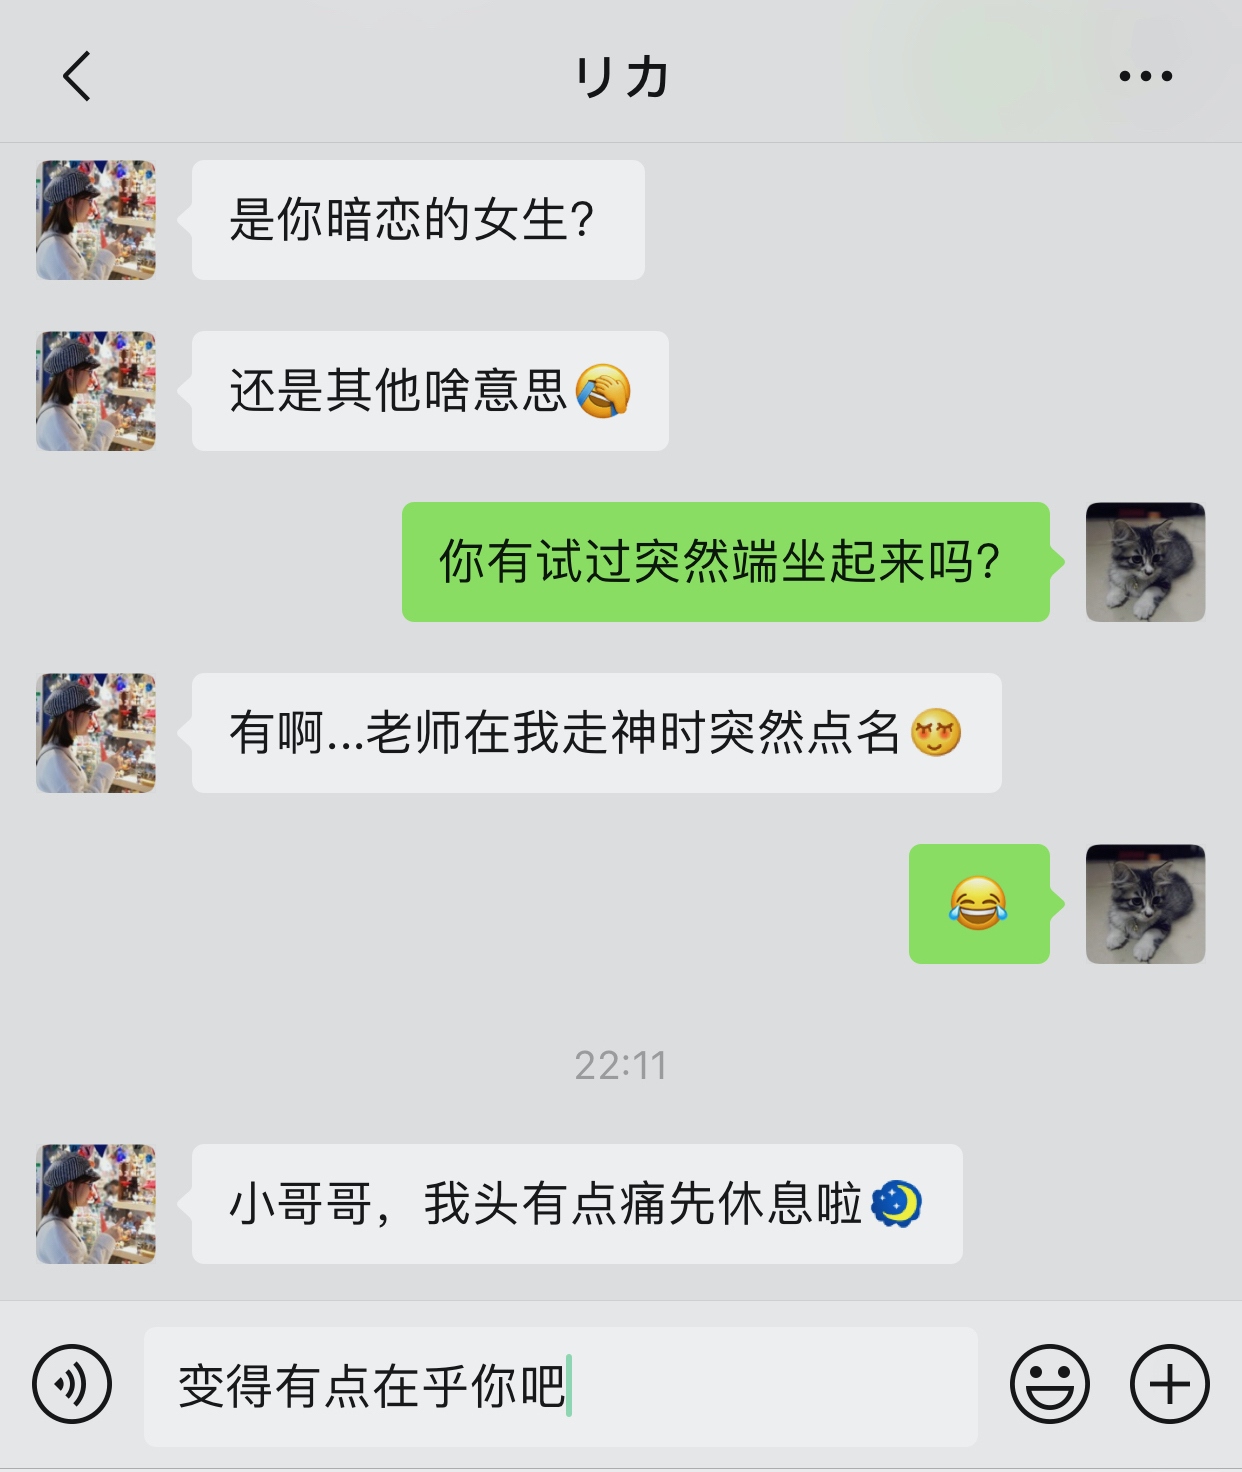 リカ
是你暗恋的女生?
还是其他啥意思🤦
你有试过突然端坐起来吗?
有啊...老师在我走神时突然点名😌
😂
22:11
小哥哥，我头有点痛先休息啦🌙
变得有点在乎你吧